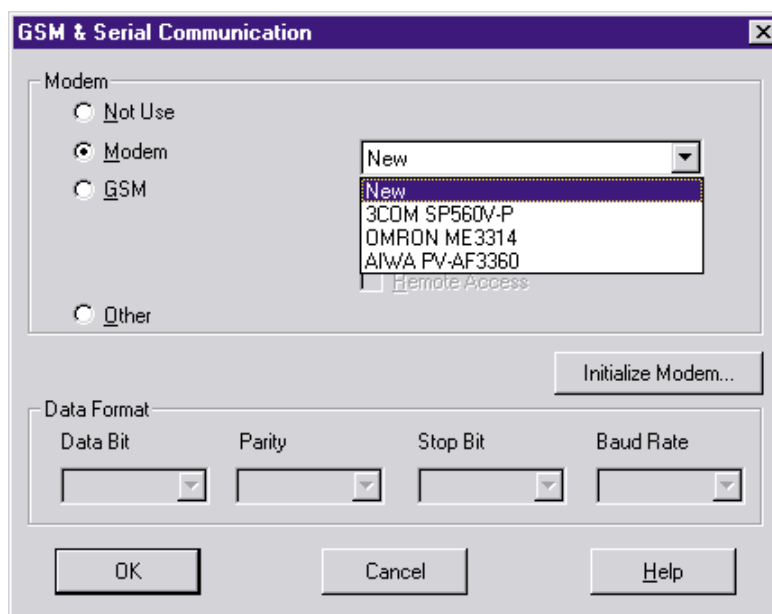 GSM & Serial Communication
Modem
Not Use
Modem
New
GSM
New
3COM SP560V-P
OMRON ME3314
AIWA PV-AF3360
Remote Access
Other
Initialize Modem...
Data Format
Data Bit Parity Stop Bit Baud Rate
OK Cancel Help